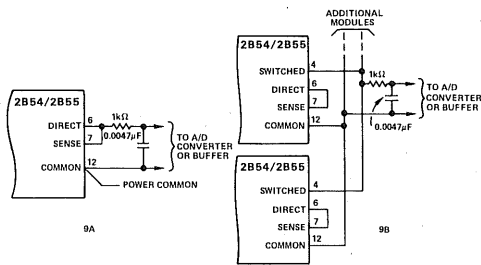 ADDITIONAL
MODULES
2B54/2B55
SWITCHED
4
DIRECT
6
SENSE
7
COMMON
12
1kΩ
0.0047μF
TO A/D
CONVERTER
OR BUFFER
2B54/2B55
DIRECT
6
SENSE
7
COMMON
12
1kΩ
0.0047μF
TO A/D
CONVERTER
OR BUFFER
POWER COMMON
9A
2B54/2B55
SWITCHED
4
DIRECT
6
SENSE
7
COMMON
12
9B